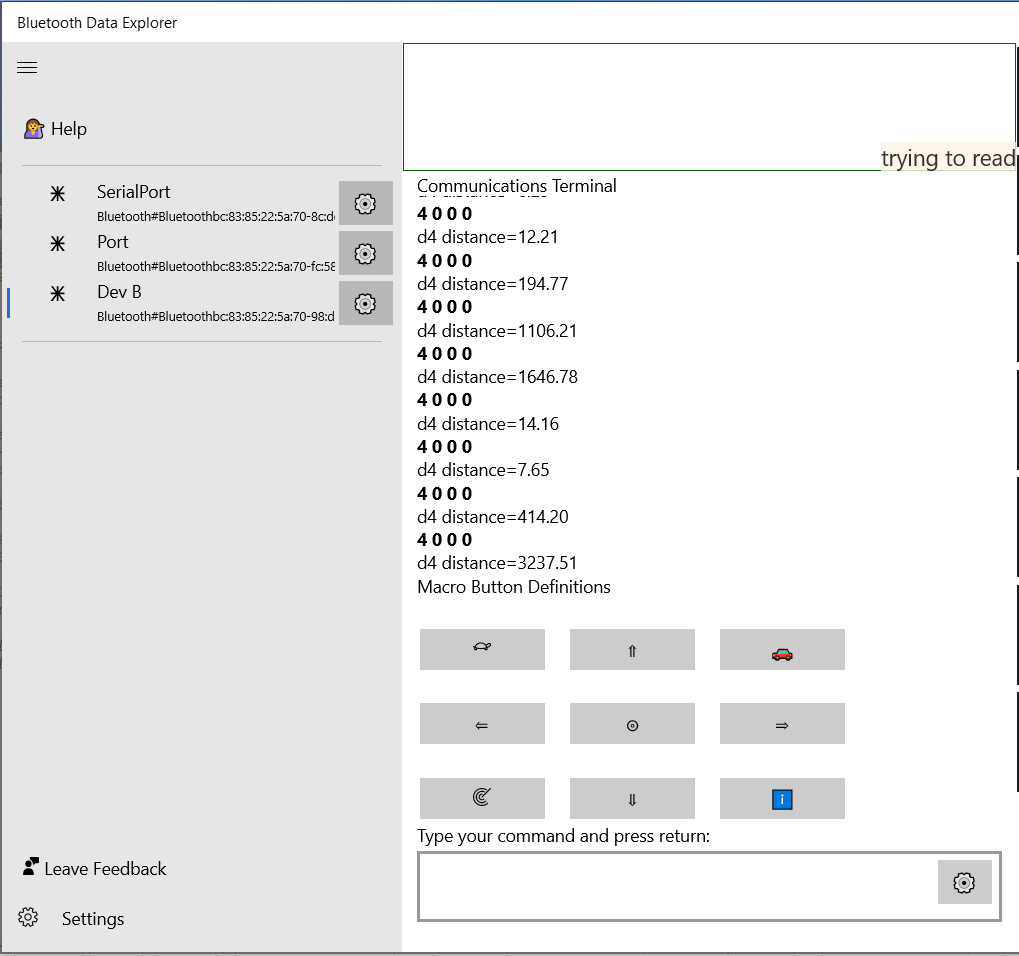 Bluetooth Data Explorer
Help
SerialPort
Bluetooth#Bluetoothbc:83:85:22:5a:70-8c:d
Port
Bluetooth#Bluetoothbc:83:85:22:5a:70-fc:58
Dev B
Bluetooth#Bluetoothbc:83:85:22:5a:70-98:d
Leave Feedback
Settings
trying to read
Communications Terminal
4 0 0 0
d4 distance=12.21
4 0 0 0
d4 distance=194.77
4 0 0 0
d4 distance=1106.21
4 0 0 0
d4 distance=1646.78
4 0 0 0
d4 distance=14.16
4 0 0 0
d4 distance=7.65
4 0 0 0
d4 distance=414.20
4 0 0 0
d4 distance=3237.51
Macro Button Definitions
⇑
⇐
⊙
⇒
⇓
i
Type your command and press return: